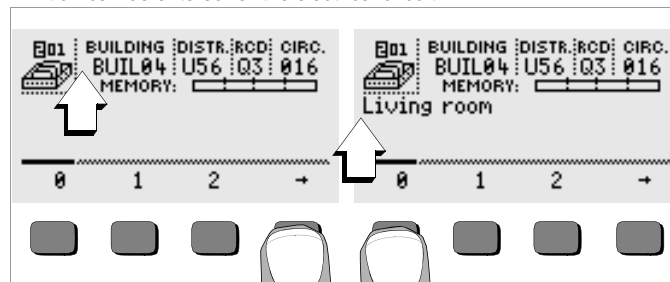 201 BUILDING DISTR. RCD CIRC.
BUIL04 U56 Q3 016
MEMORY:
0 1 2 →
201 BUILDING DISTR. RCD CIRC.
BUIL04 U56 Q3 016
MEMORY:
Living room
0 1 2 →